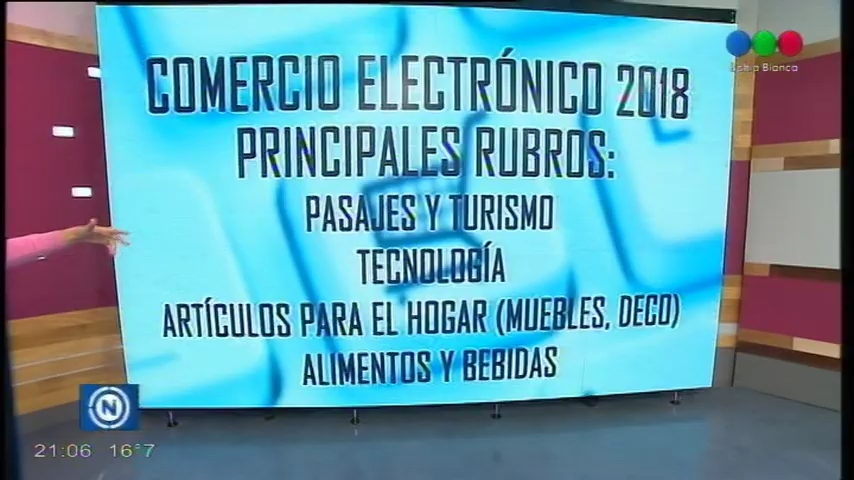 COMERCIO ELECTRÓNICO 2018
PRINCIPALES RUBROS:
PASAJES Y TURISMO
TECNOLOGÍA
ARTÍCULOS PARA EL HOGAR (MUEBLES, DECO)
ALIMENTOS Y BEBIDAS
Bahía Blanca
N
21:06 16°7